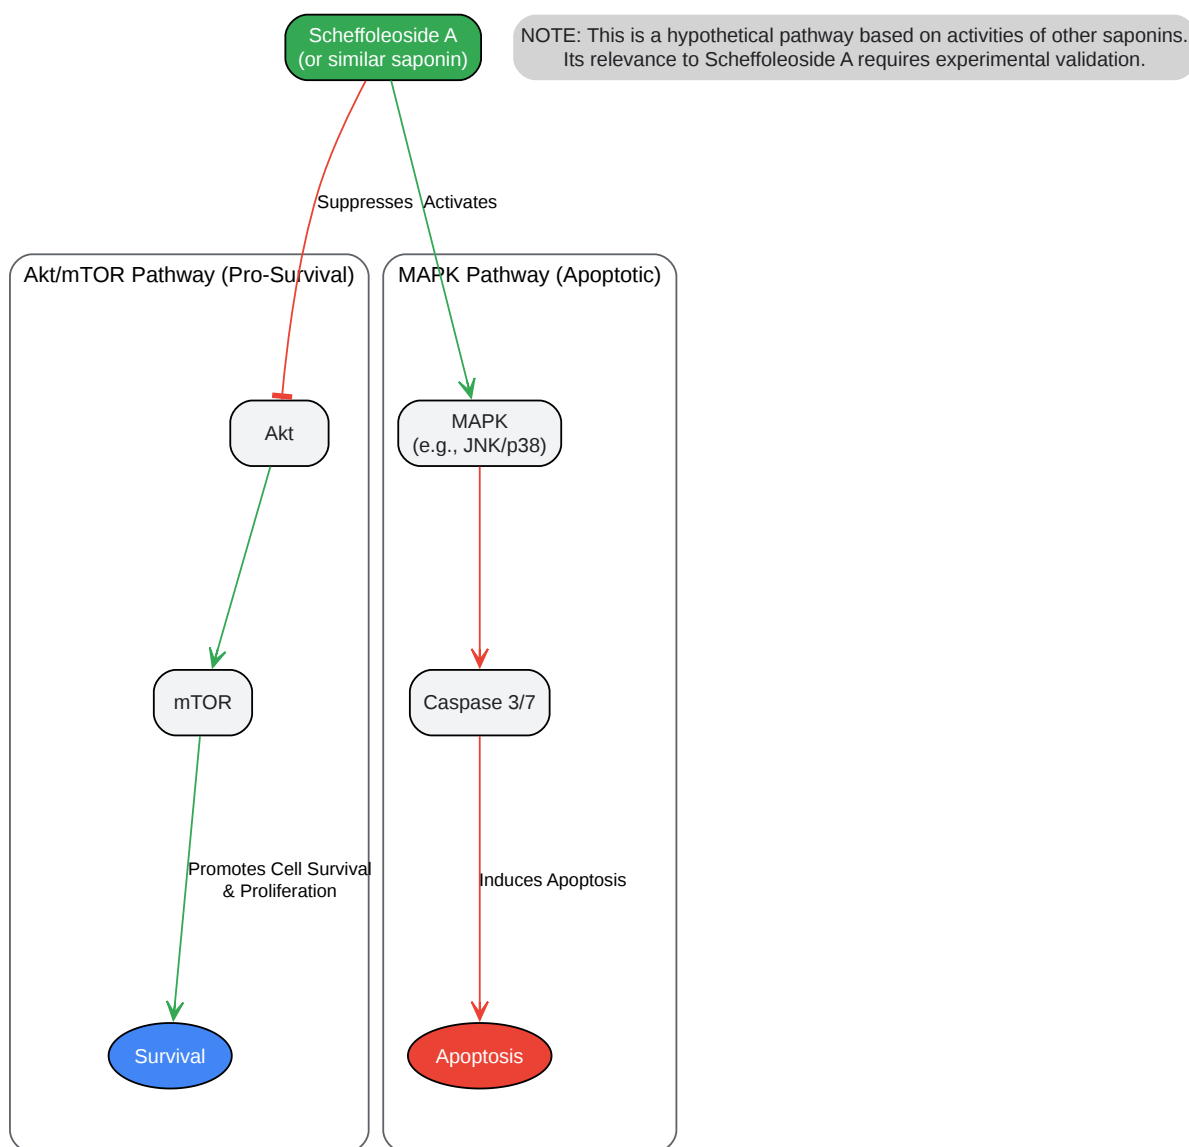 Scheffoleoside A
(or similar saponin)
NOTE: This is a hypothetical pathway based on activities of other saponins.
Its relevance to Scheffoleoside A requires experimental validation.
Suppresses
Activates
Akt/mTOR Pathway (Pro-Survival)
MAPK Pathway (Apoptotic)
Akt
MAPK
(e.g., JNK/p38)
mTOR
Caspase 3/7
Promotes Cell Survival
& Proliferation
Induces Apoptosis
Survival
Apoptosis